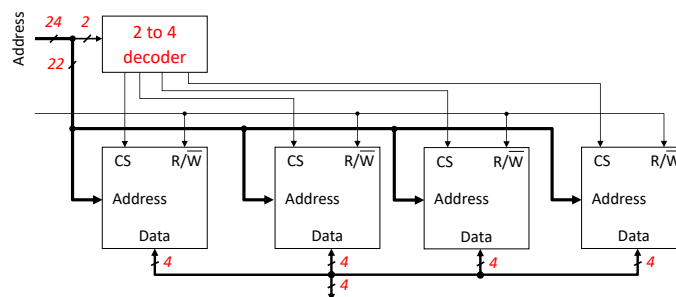 Address
24
2
22
2 to 4
decoder
CS R/W̅
CS R/W̅
CS R/W̅
CS R/W̅
Address
Address
Address
Address
Data
Data
Data
Data
4
4
4
4
4